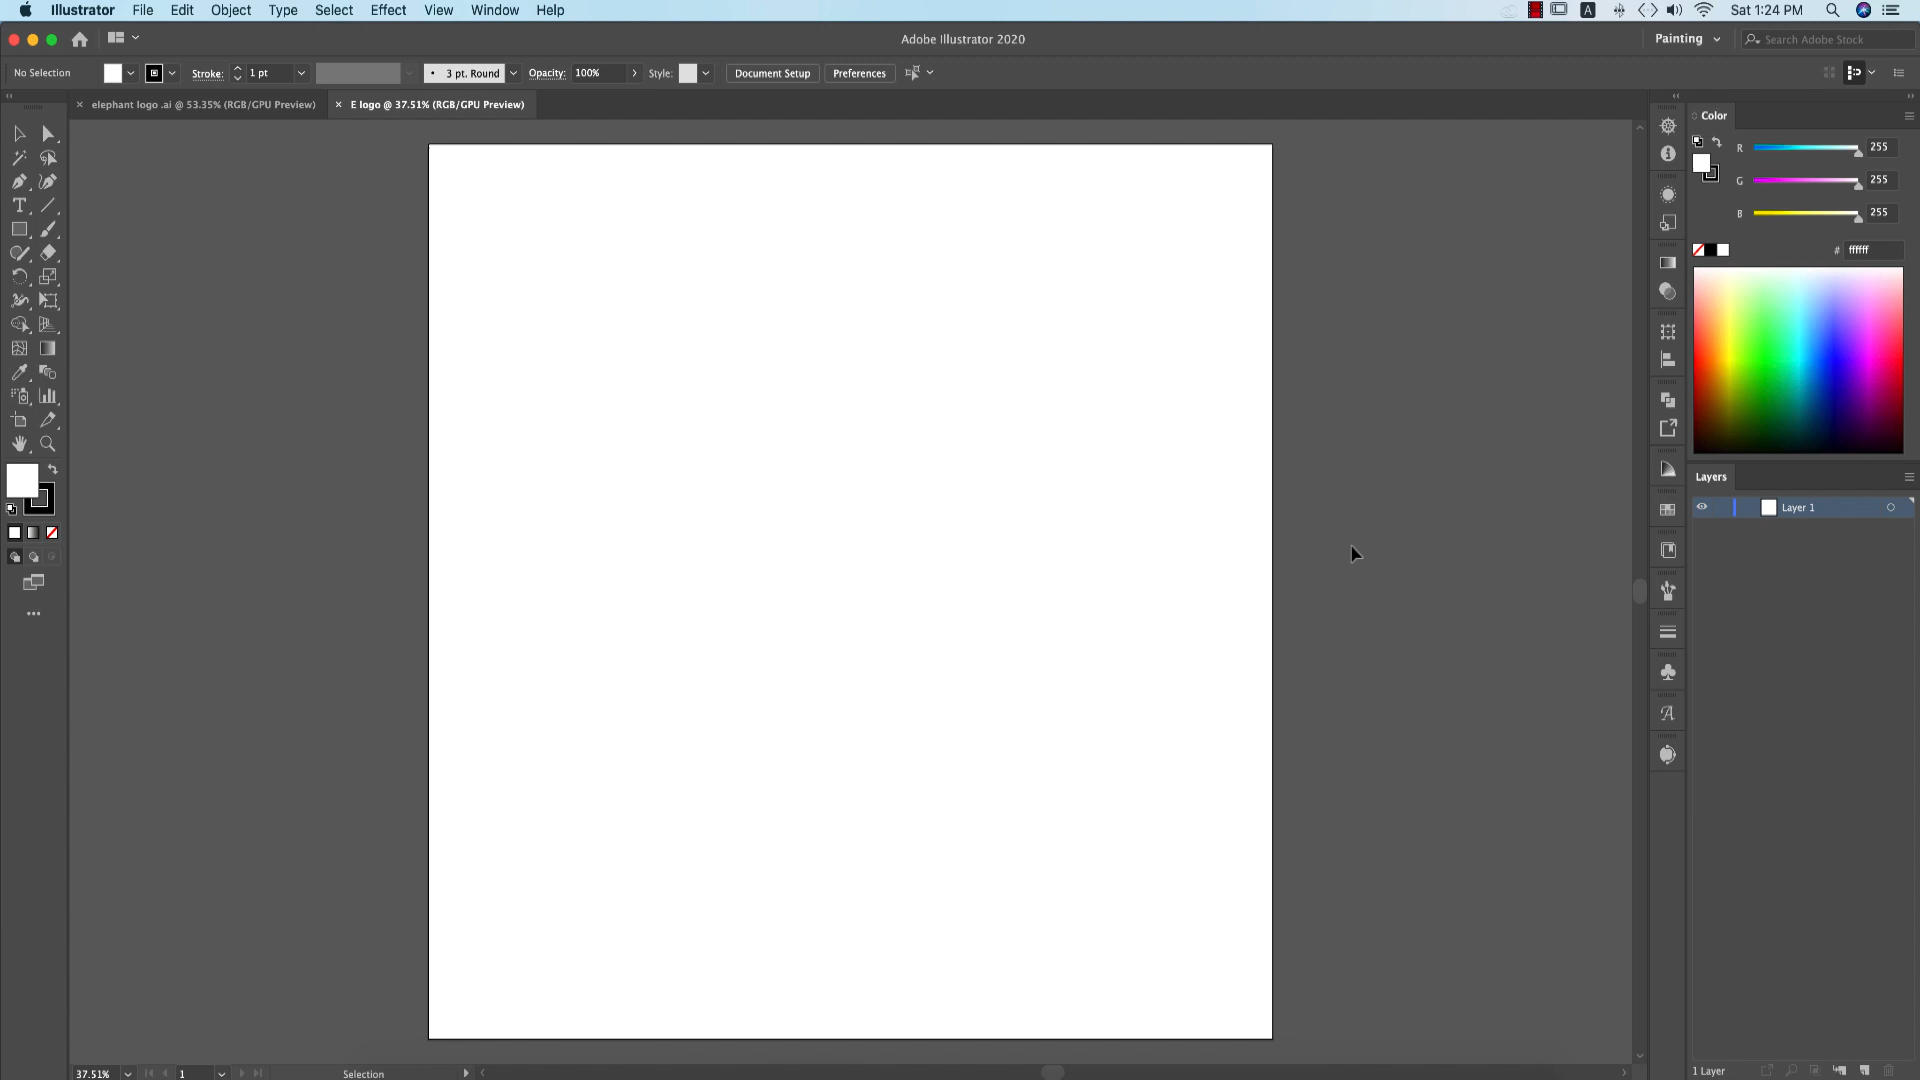 Illustrator File Edit Object Type Select Effect View Window Help
A Sat 1:24 PM
Adobe Illustrator 2020
Painting
Search Adobe Stock
No Selection Stroke: 1 pt 3 pt. Round Opacity: 100% Style: Document Setup Preferences
elephant logo .ai @ 53.35% (RGB/GPU Preview)
E logo @ 37.51% (RGB/GPU Preview)
Color
R 255
G 255
B 255
# ffffff
Layers
Layer 1
37.51% 1 Selection
1 Layer